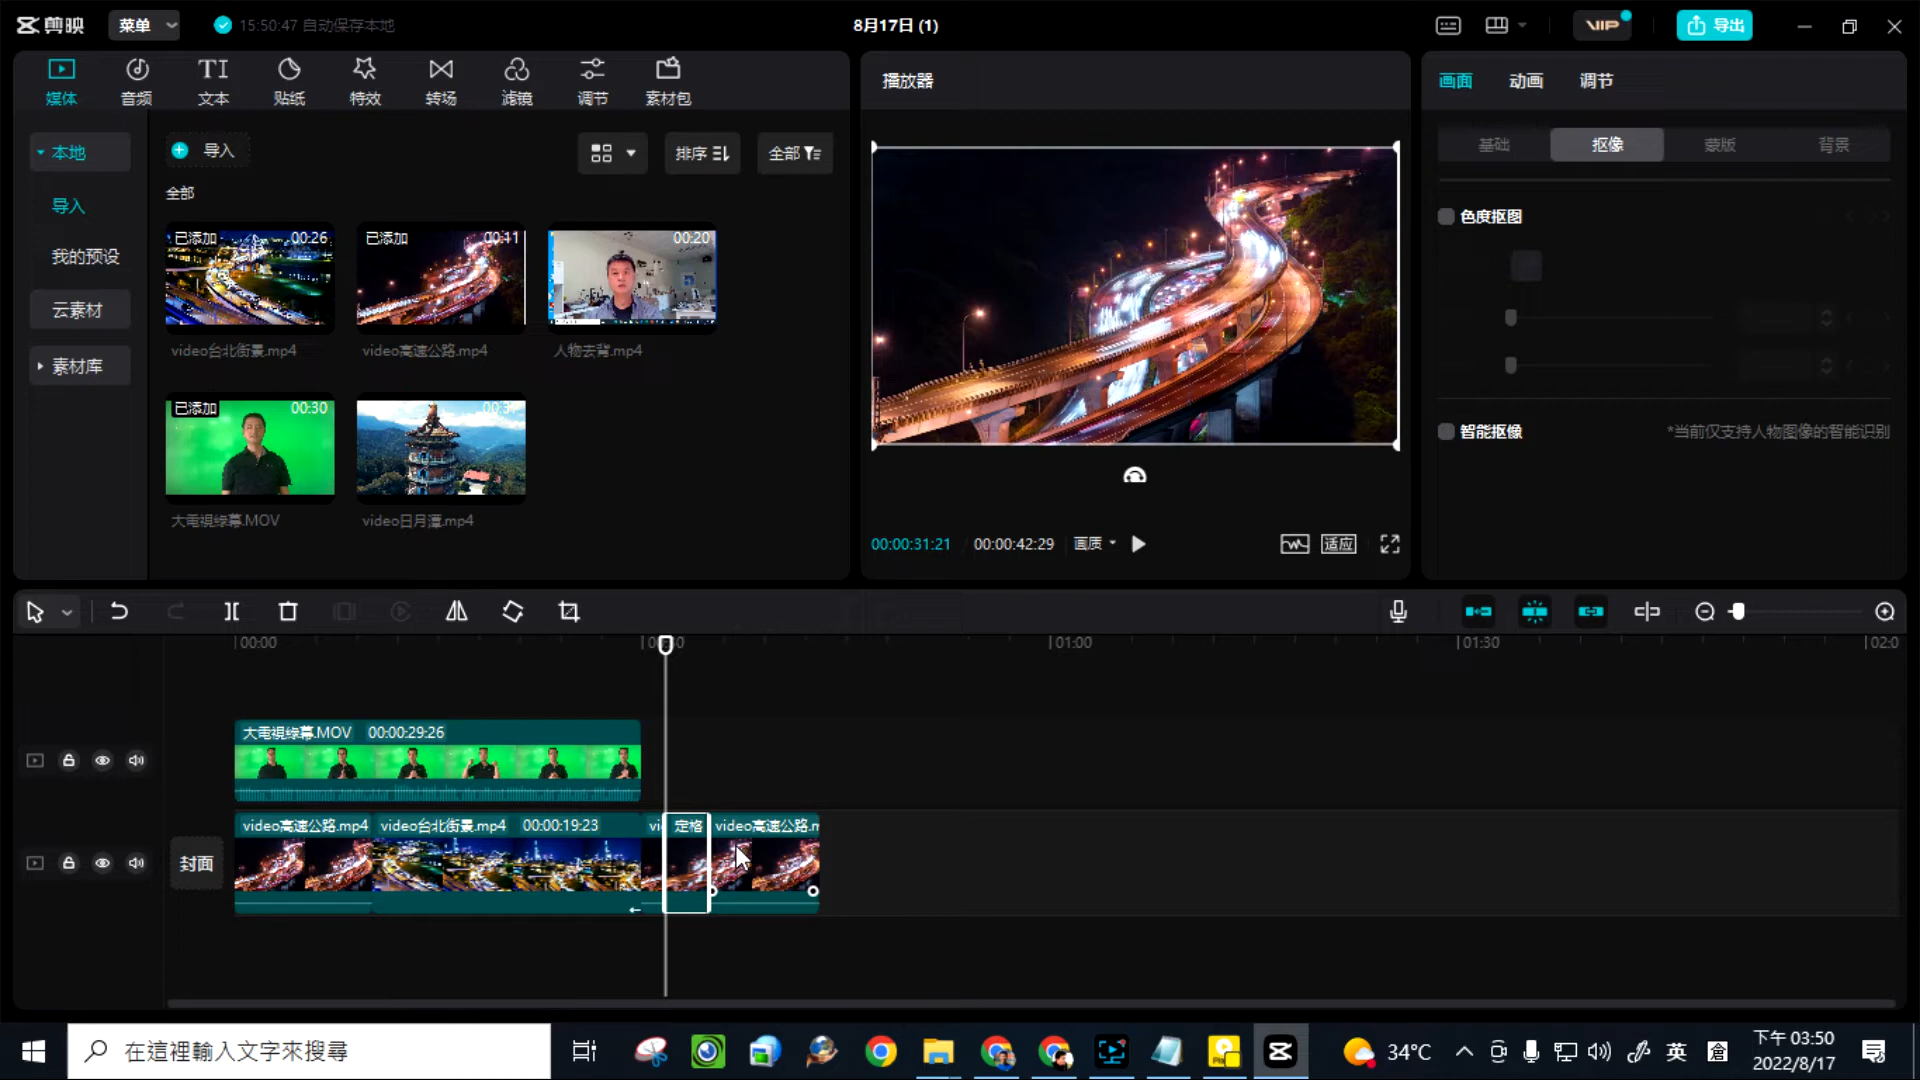 剪映
菜单
15:50:47 自动保存本地
8月17日 (1)
VIP
导出
媒体
音频
文本
贴纸
特效
转场
滤镜
调节
素材包
本地
导入
我的预设
云素材
素材库
导入
排序
全部
全部
已添加 00:26
video台北街景.mp4
已添加 00:11
video高速公路.mp4
00:20
人物去背.mp4
已添加 00:30
大電視綠幕.MOV
video日月潭.mp4
播放器
00:00:31:21
00:00:42:29
画质
适应
画面
动画
调节
基础
抠像
蒙版
背景
色度抠图
智能抠像
*当前仅支持人物图像的智能识别
00:00
01:00
01:30
02:0
大電視綠幕.MOV 00:00:29:26
封面
video高速公路.mp4
video台北街景.mp4 00:00:19:23
vi
定格
video高速公路.m
在這裡輸入文字來搜尋
34°C
英
倉
下午 03:50
2022/8/17